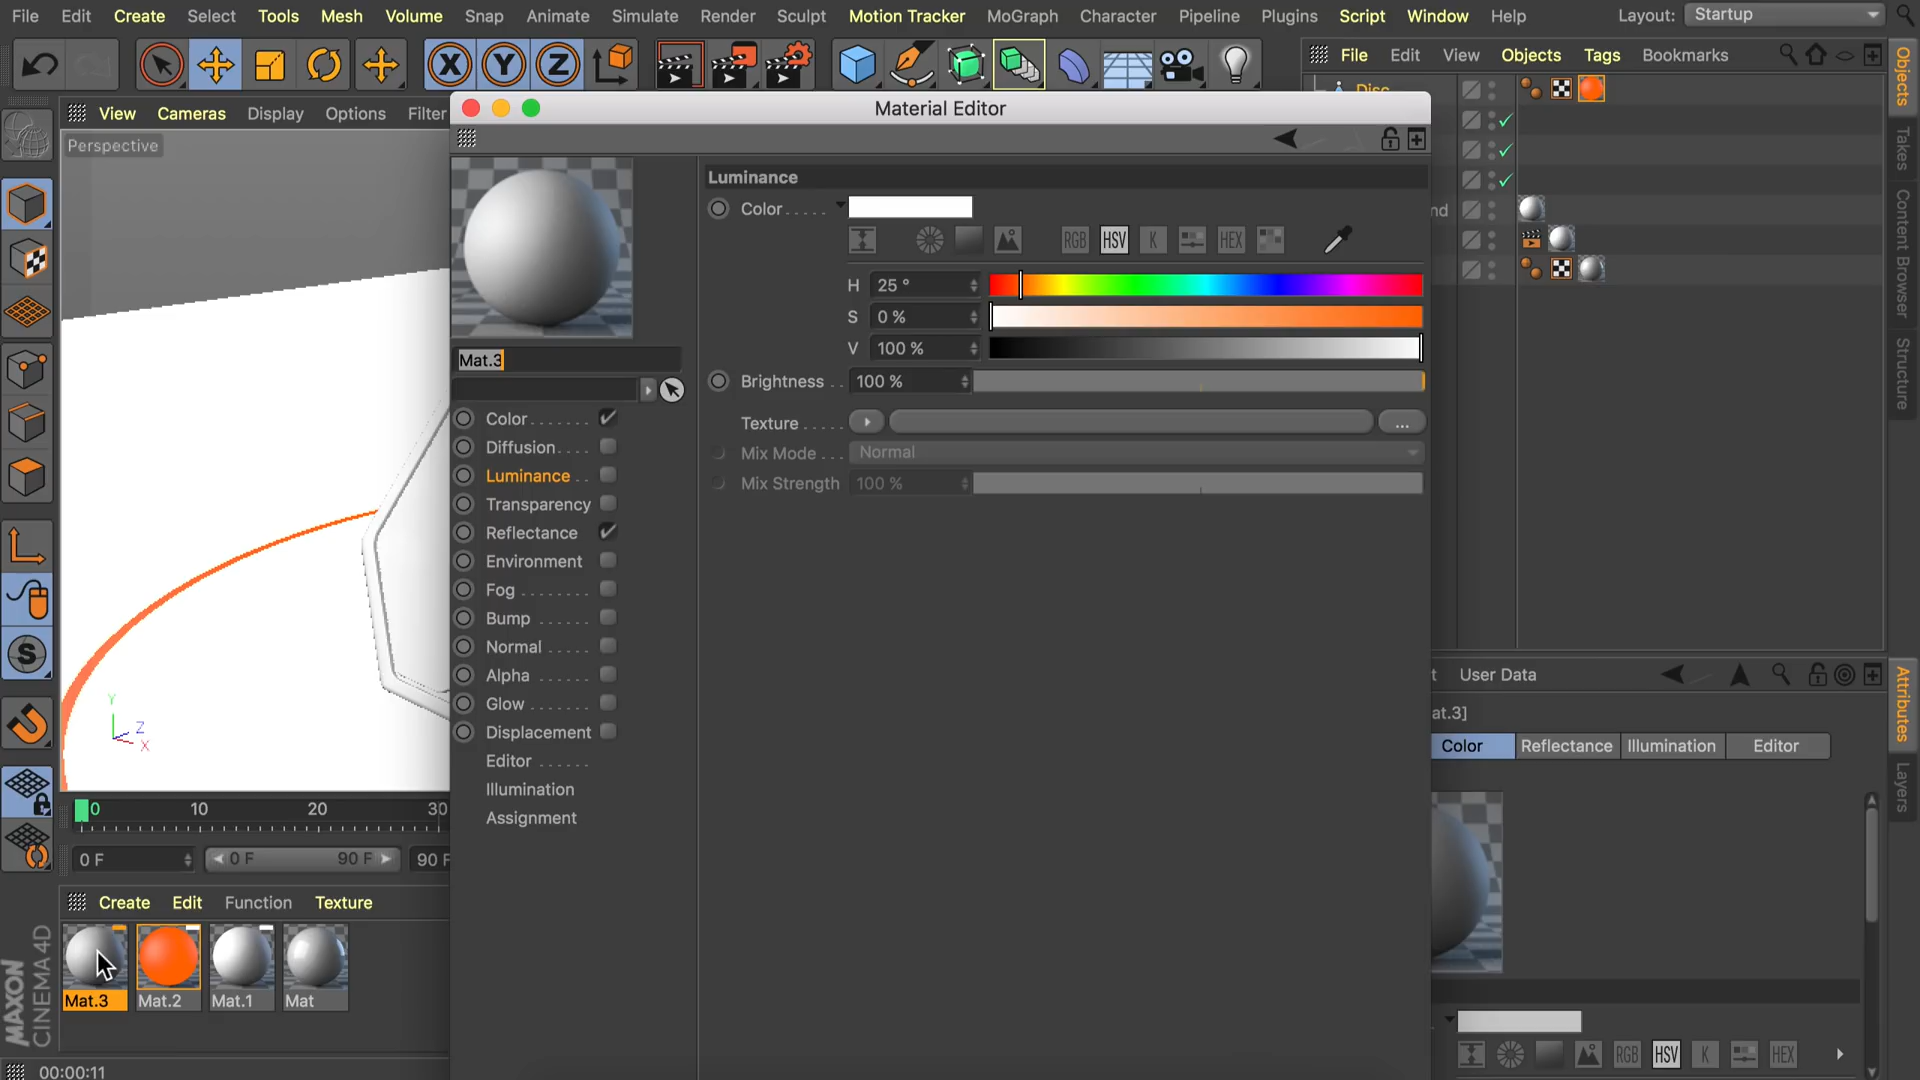 File Edit Create Select Tools Mesh Volume Snap Animate Simulate Render Sculpt Motion Tracker MoGraph Character Pipeline Plugins Script Window Help Layout: Startup
X Y Z
File Edit View Objects Tags Bookmarks
Disc
nd
Objects
Takes
Content Browser
Structure
View Cameras Display Options Filter
Perspective
Material Editor
Mat.3
Color
Diffusion
Luminance
Transparency
Reflectance
Environment
Fog
Bump
Normal
Alpha
Glow
Displacement
Editor
Illumination
Assignment
Luminance
Color
RGB HSV K HEX
H 25 °
S 0 %
V 100 %
Brightness 100 %
Texture ...
Mix Mode Normal
Mix Strength 100 %
S
Y
Z
X
0 10 20 30
0 F 0 F 90 F 90 F
Create Edit Function Texture
Mat.3 Mat.2 Mat.1 Mat
MAXON
CINEMA 4D
00:00:11
t User Data
at.3]
Color Reflectance Illumination Editor
RGB HSV K HEX
Attributes
Layers